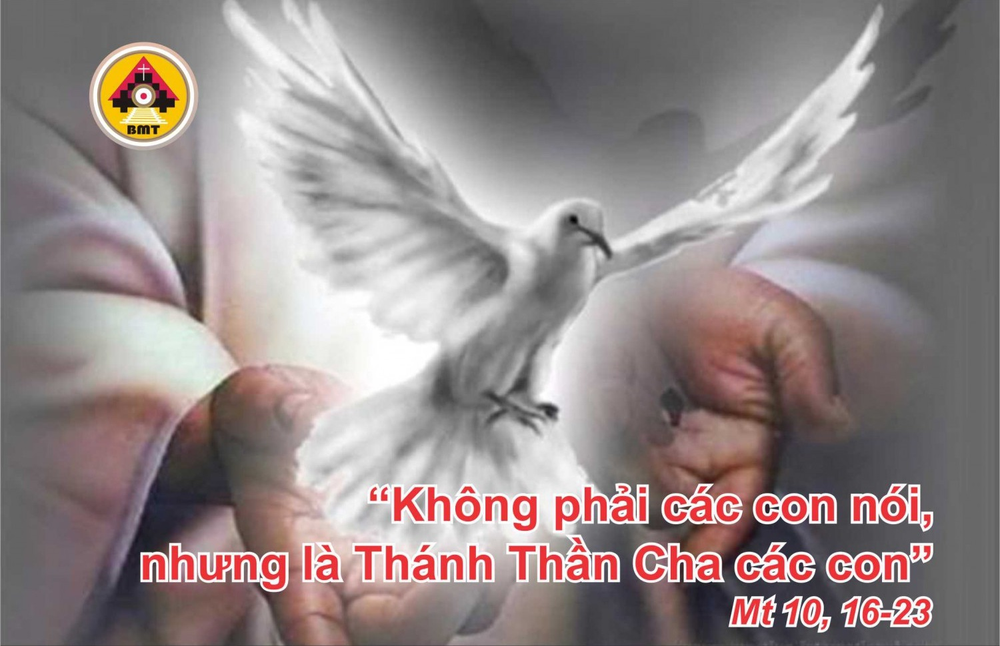 BMT
“Không phải các con nói,
nhưng là Thánh Thần Cha các con”
Mt 10, 16-23